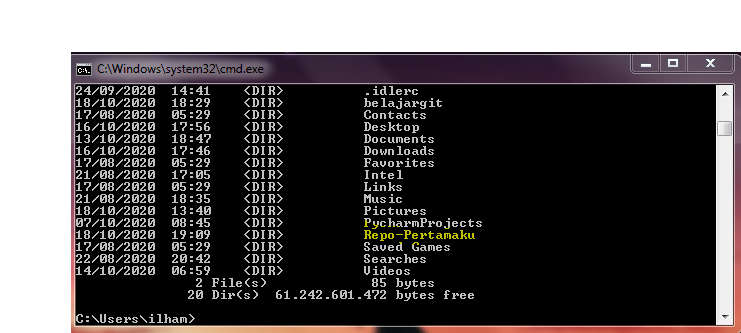 C:\Windows\system32\cmd.exe
24/09/2020  14:41    <DIR>          .idlerc
18/10/2020  18:29    <DIR>          belajargit
17/08/2020  05:29    <DIR>          Contacts
16/10/2020  17:56    <DIR>          Desktop
13/10/2020  18:47    <DIR>          Documents
16/10/2020  17:46    <DIR>          Downloads
17/08/2020  05:29    <DIR>          Favorites
21/08/2020  17:05    <DIR>          Intel
17/08/2020  05:29    <DIR>          Links
21/08/2020  18:35    <DIR>          Music
18/10/2020  13:40    <DIR>          Pictures
07/10/2020  08:45    <DIR>          PycharmProjects
18/10/2020  19:09    <DIR>          Repo-Pertamaku
17/08/2020  05:29    <DIR>          Saved Games
22/08/2020  20:42    <DIR>          Searches
14/10/2020  06:59    <DIR>          Videos
2 File(s)             85 bytes
20 Dir(s)  61.242.601.472 bytes free
C:\Users\ilham>